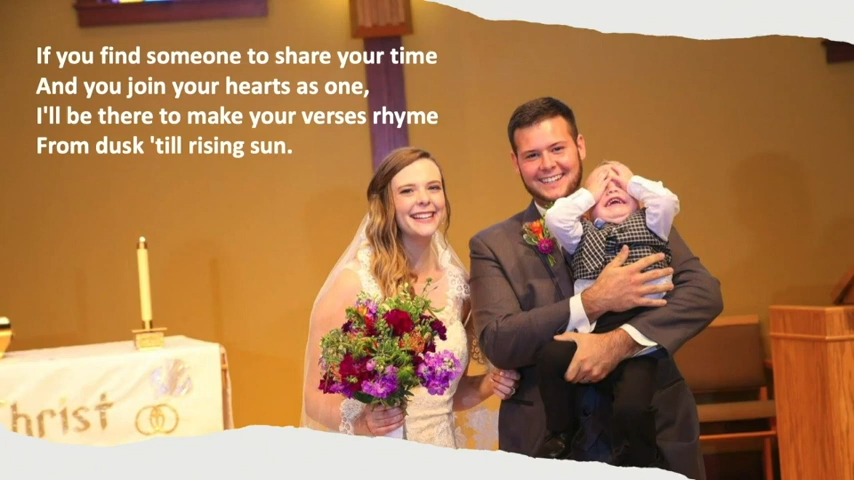 If you find someone to share your time
And you join your hearts as one,
I'll be there to make your verses rhyme
From dusk 'till rising sun.
Christ